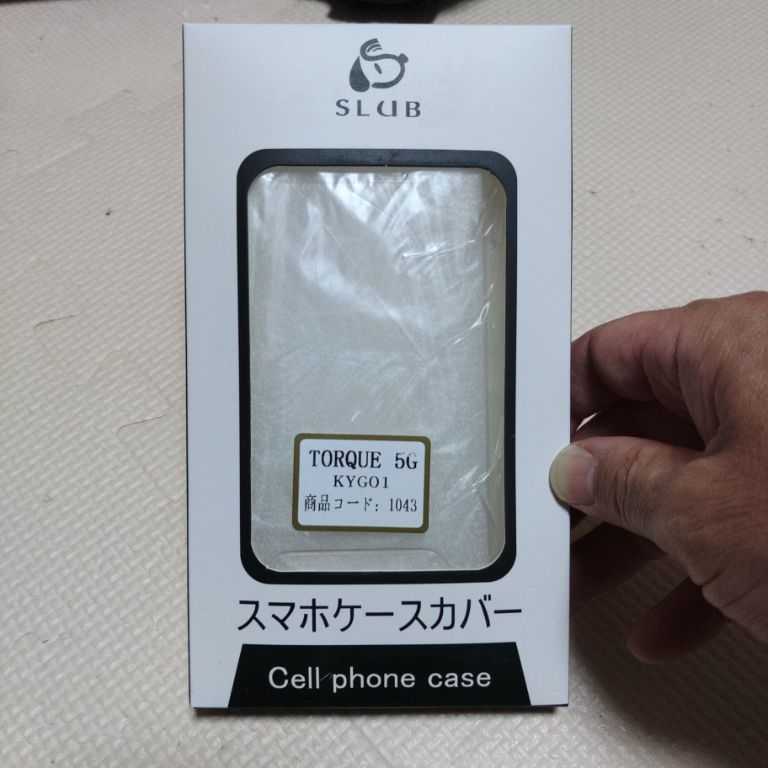 SLUB
TORQUE 5G
KYG01
商品コード: 1043
スマホケースカバー
Cell phone case